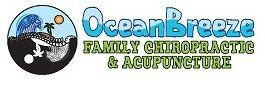 OceanBreeze
FAMILY CHIROPRACTIC
& ACUPUNCTURE